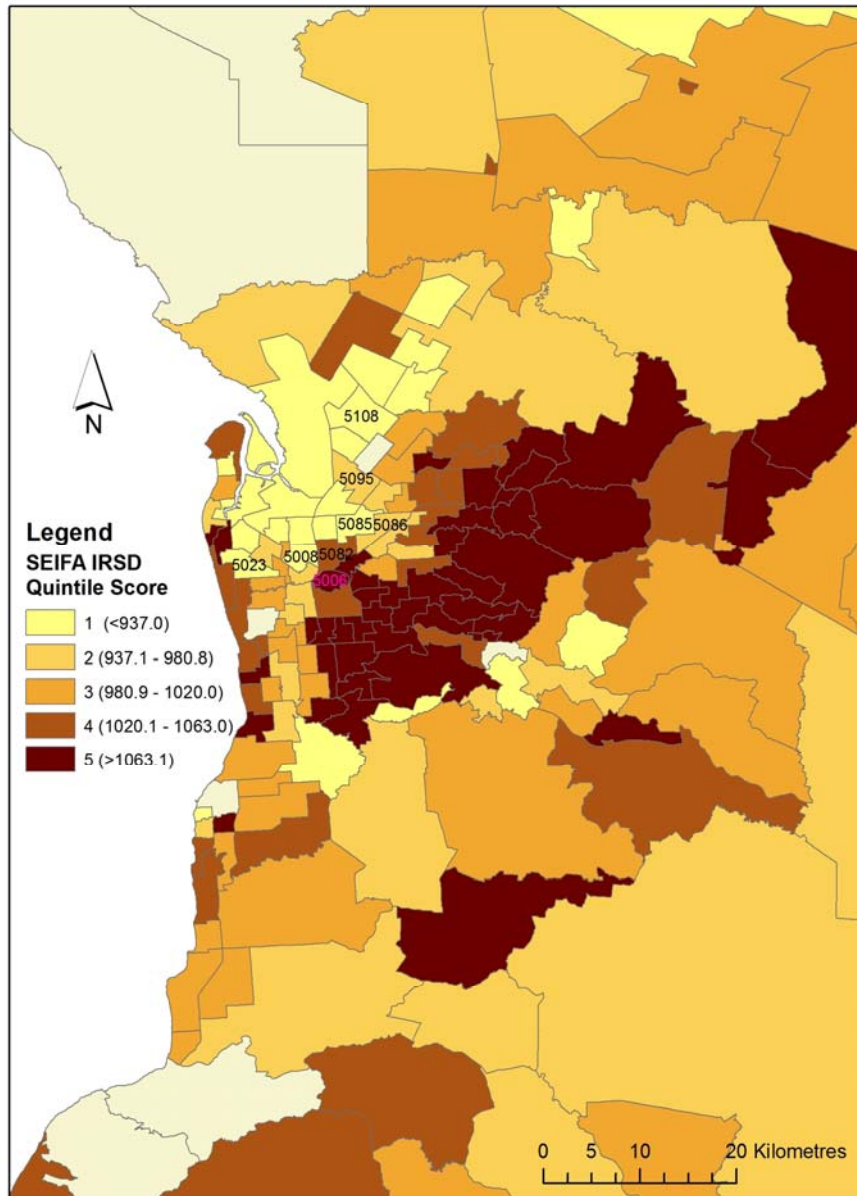 N
5108
5095
5085 5086
5023 5008 5082
5006
Legend
SEIFA IRSD
Quintile Score
1 (<937.0)
2 (937.1 - 980.8)
3 (980.9 - 1020.0)
4 (1020.1 - 1063.0)
5 (>1063.1)
0 5 10 20 Kilometres